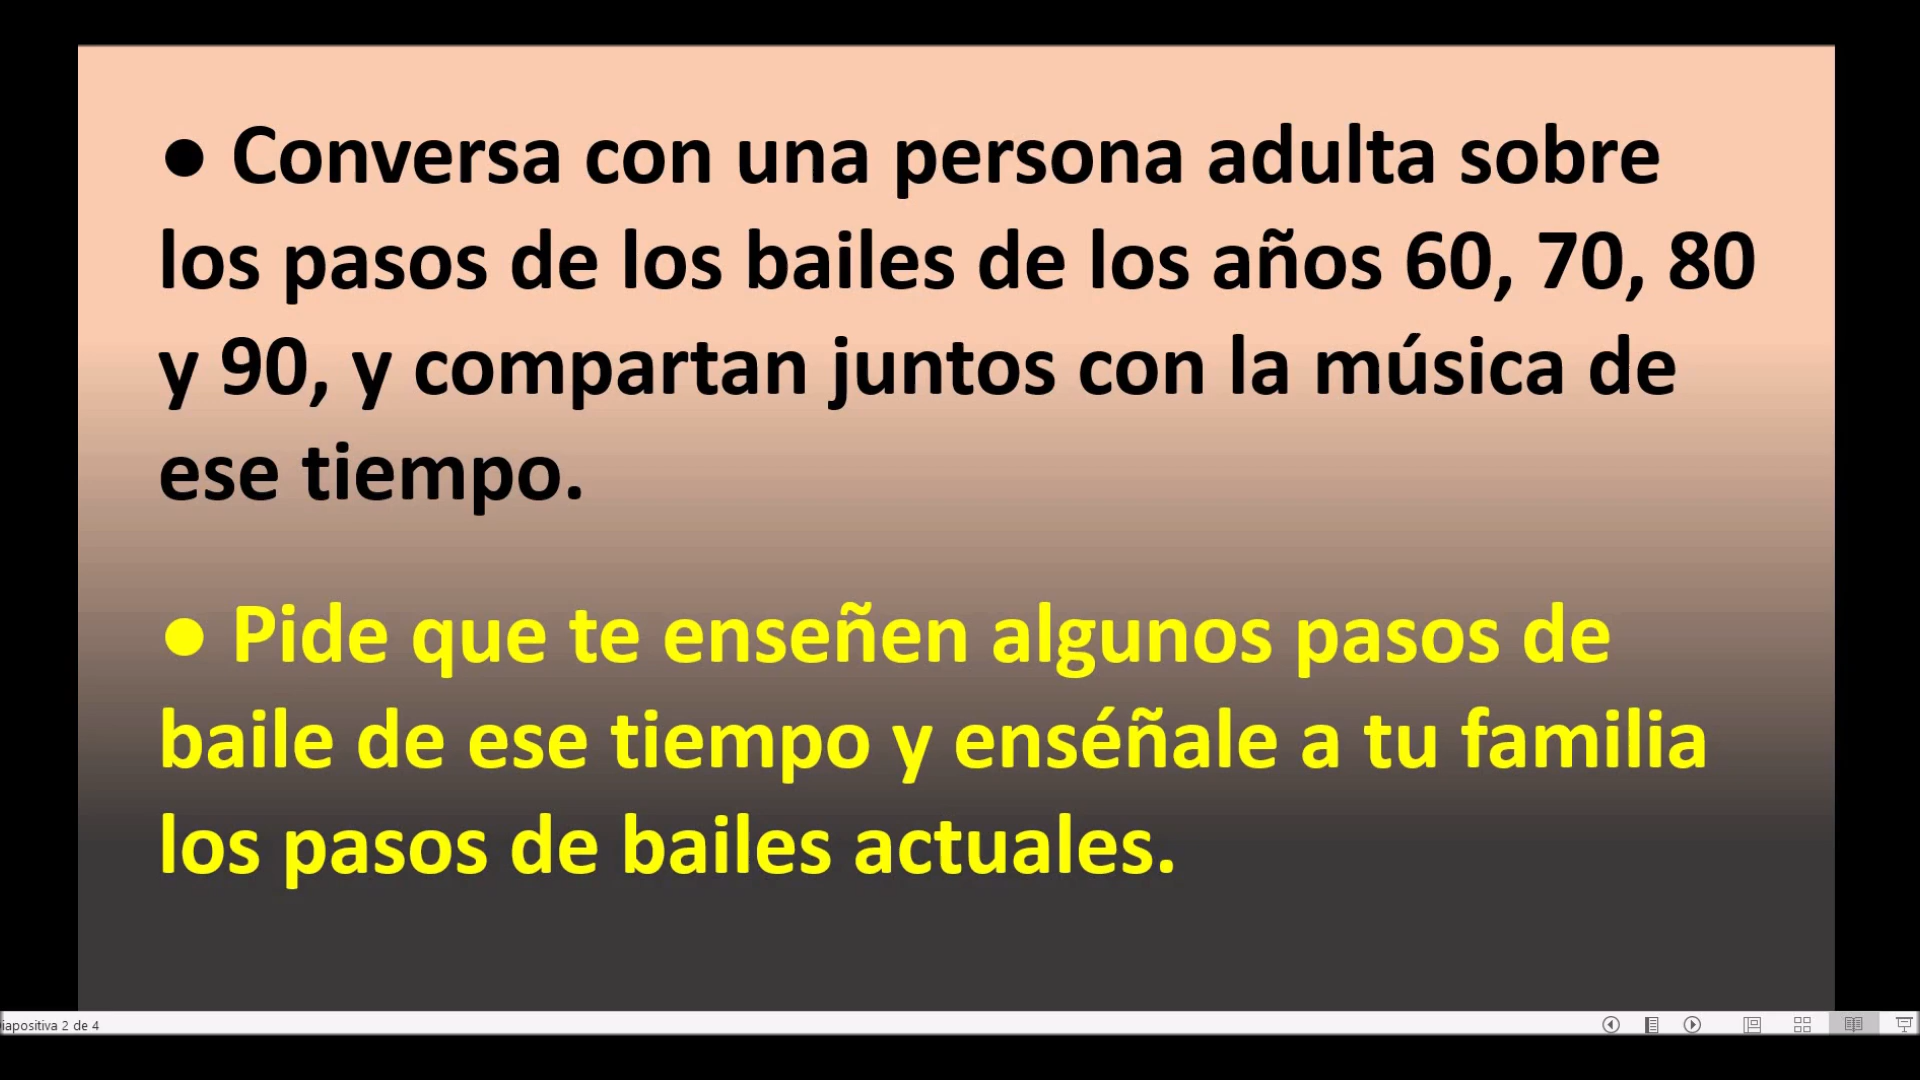 ● Conversa con una persona adulta sobre
los pasos de los bailes de los años 60, 70, 80
y 90, y compartan juntos con la música de
ese tiempo.
● Pide que te enseñen algunos pasos de
baile de ese tiempo y enséñale a tu familia
los pasos de bailes actuales.
iapositiva 2 de 4